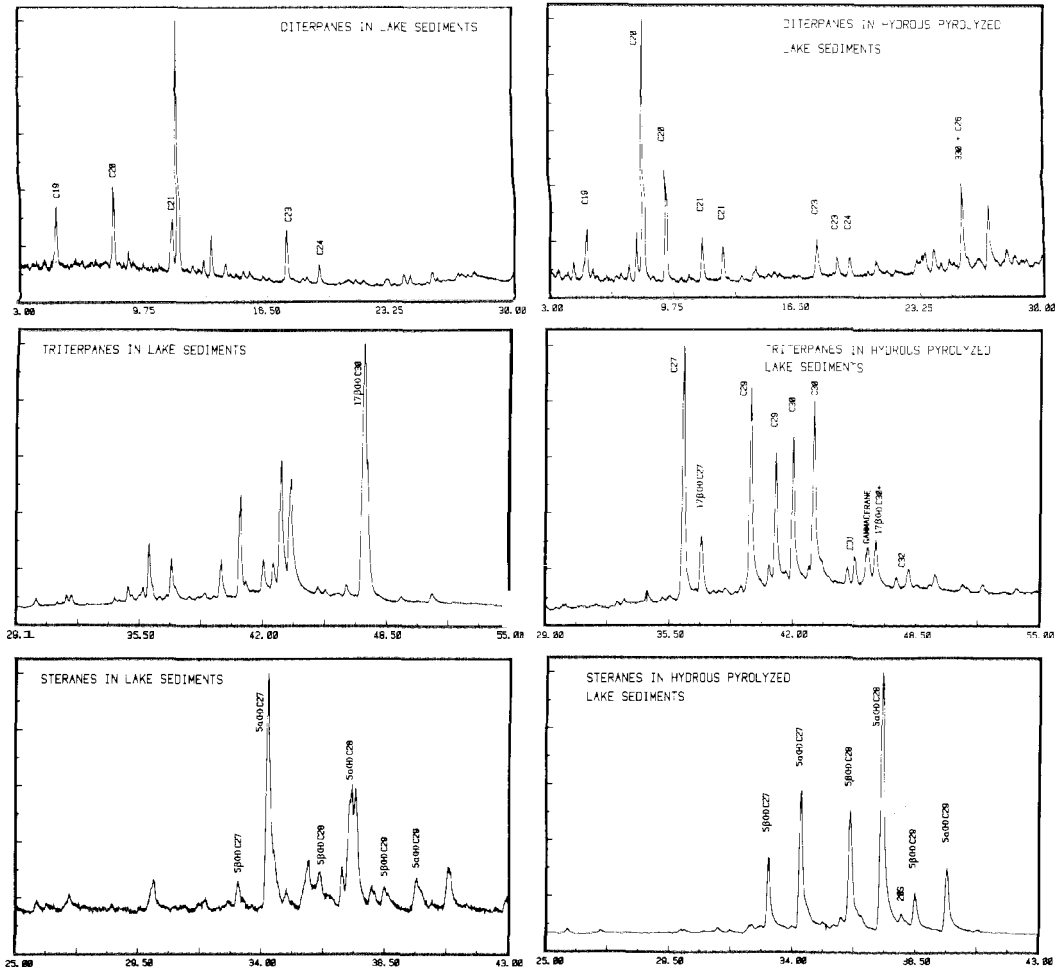 DITERPANES IN LAKE SEDIMENTS
C19
C20
C21
C23
C24
3.00 9.75 16.50 23.25 30.00
DITERPANES IN HYDROUS PYROLYZED
LAKE SEDIMENTS
C19
C20
C20
C21
C21
C23
C23
C24
330 + C26
3.00 9.75 16.50 23.25 30.00
TRITERPANES IN LAKE SEDIMENTS
17β(H)C30
35.50 42.00 48.50 55.00
TRITERPANES IN HYDROUS PYROLYZED
LAKE SEDIMENTS
C27
17β(H)C27
C29
C29
C30
C30
C31
GAMMACERANE
17β(H)C30+
C32
29.00 35.50 42.00 48.50 55.00
STERANES IN LAKE SEDIMENTS
5β(H)C27
5α(H)C27
5β(H)C28
5α(H)C28
5β(H)C29
5α(H)C29
25.00 29.50 34.00 38.50 43.00
STERANES IN HYDROUS PYROLYZED
LAKE SEDIMENTS
5β(H)C27
5α(H)C27
5β(H)C28
5α(H)C28
5β(H)C29
5α(H)C29
25.00 29.50 34.00 38.50 43.00